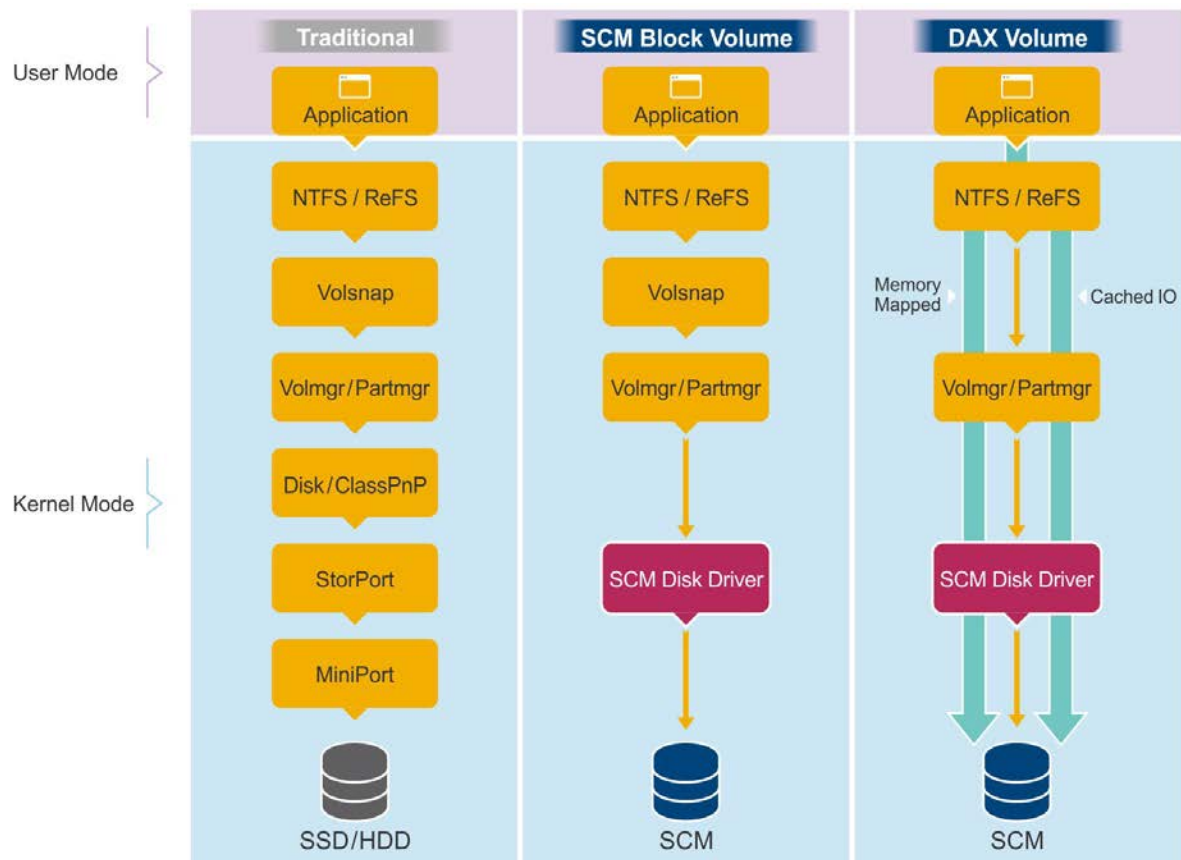 User Mode
Kernel Mode
Traditional
Application
NTFS / ReFS
Volsnap
Volmgr/Partmgr
Disk/ClassPnP
StorPort
MiniPort
SSD/HDD
SCM Block Volume
Application
NTFS / ReFS
Volsnap
Volmgr/Partmgr
SCM Disk Driver
SCM
DAX Volume
Application
NTFS / ReFS
Memory
Mapped
Cached IO
Volmgr/Partmgr
SCM Disk Driver
SCM